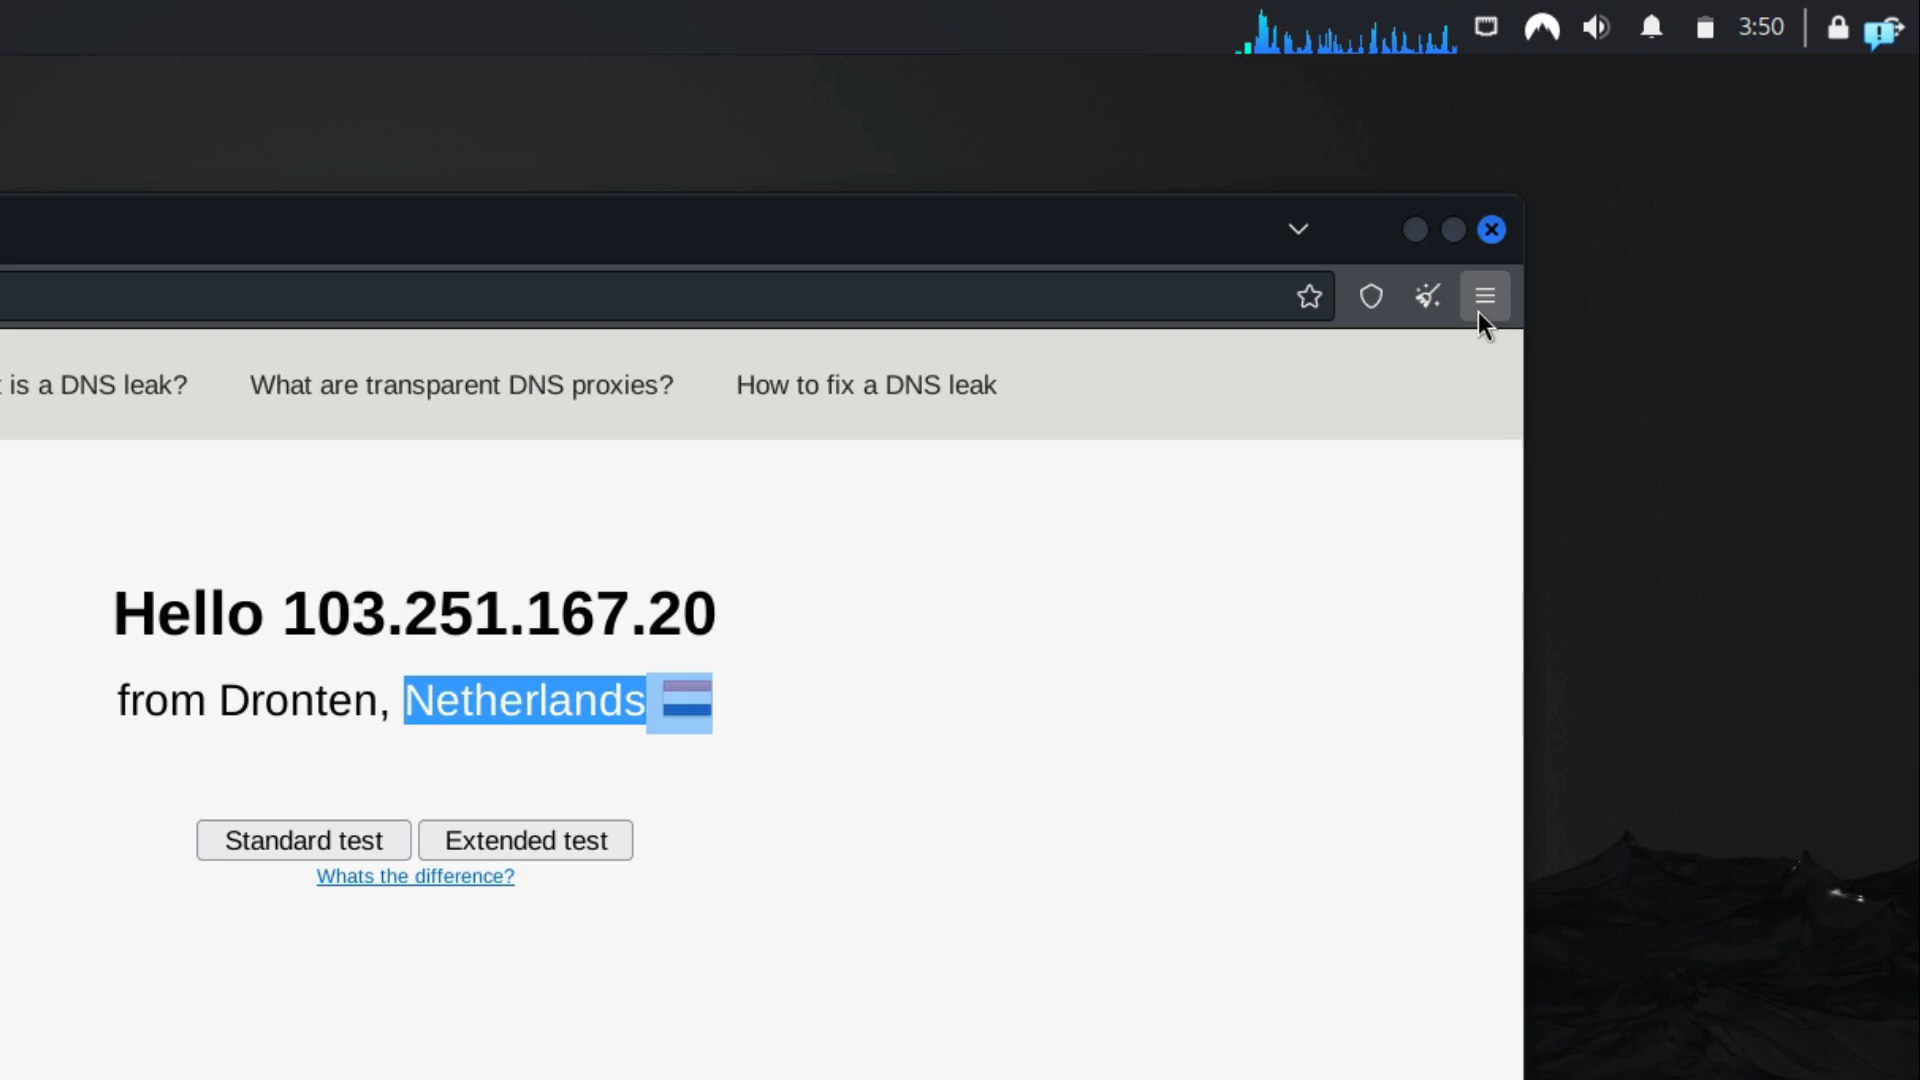 3:50
is a DNS leak? What are transparent DNS proxies? How to fix a DNS leak
Hello 103.251.167.20
from Dronten, Netherlands
Standard test Extended test
Whats the difference?